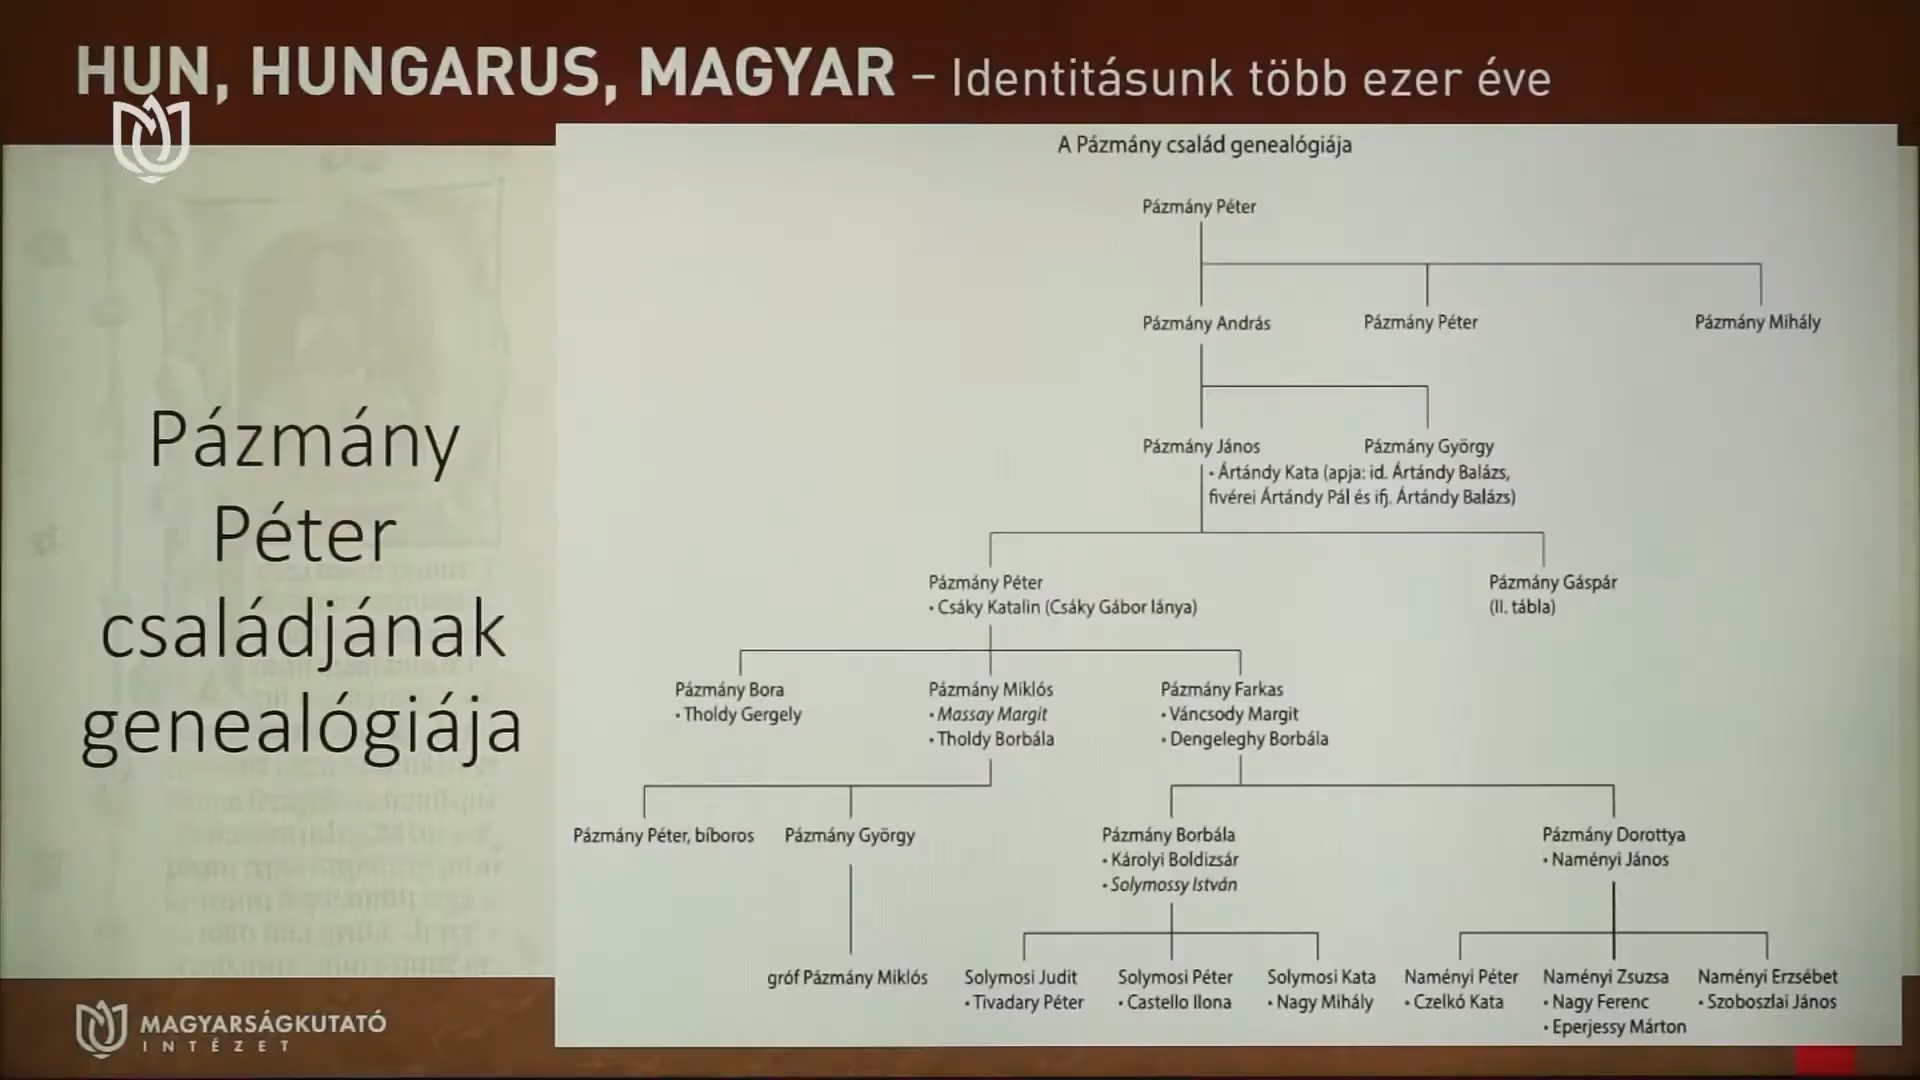 HUN, HUNGARUS, MAGYAR – Identitásunk több ezer éve
Pázmány
Péter
családjának
genealógiája
A Pázmány család genealógiája
Pázmány Péter
Pázmány András
Pázmány Péter
Pázmány Mihály
Pázmány János
Pázmány György
• Ártándy Kata (apja: id. Ártándy Balázs,
fivérei Ártándy Pál és ifj. Ártándy Balázs)
Pázmány Péter
• Csáky Katalin (Csáky Gábor lánya)
Pázmány Gáspár
(II. tábla)
Pázmány Bora
• Tholdy Gergely
Pázmány Miklós
• Massay Margit
• Tholdy Borbála
Pázmány Farkas
• Váncsody Margit
• Dengeleghy Borbála
Pázmány Péter, bíboros
Pázmány György
Pázmány Borbála
• Károlyi Boldizsár
• Solymossy István
Pázmány Dorottya
• Naményi János
gróf Pázmány Miklós
Solymosi Judit
• Tivadary Péter
Solymosi Péter
• Castello Ilona
Solymosi Kata
• Nagy Mihály
Naményi Péter
• Czelkó Kata
Naményi Zsuzsa
• Nagy Ferenc
• Eperjessy Márton
Naményi Erzsébet
• Szoboszlai János
MAGYARSÁGKUTATÓ
INTÉZET